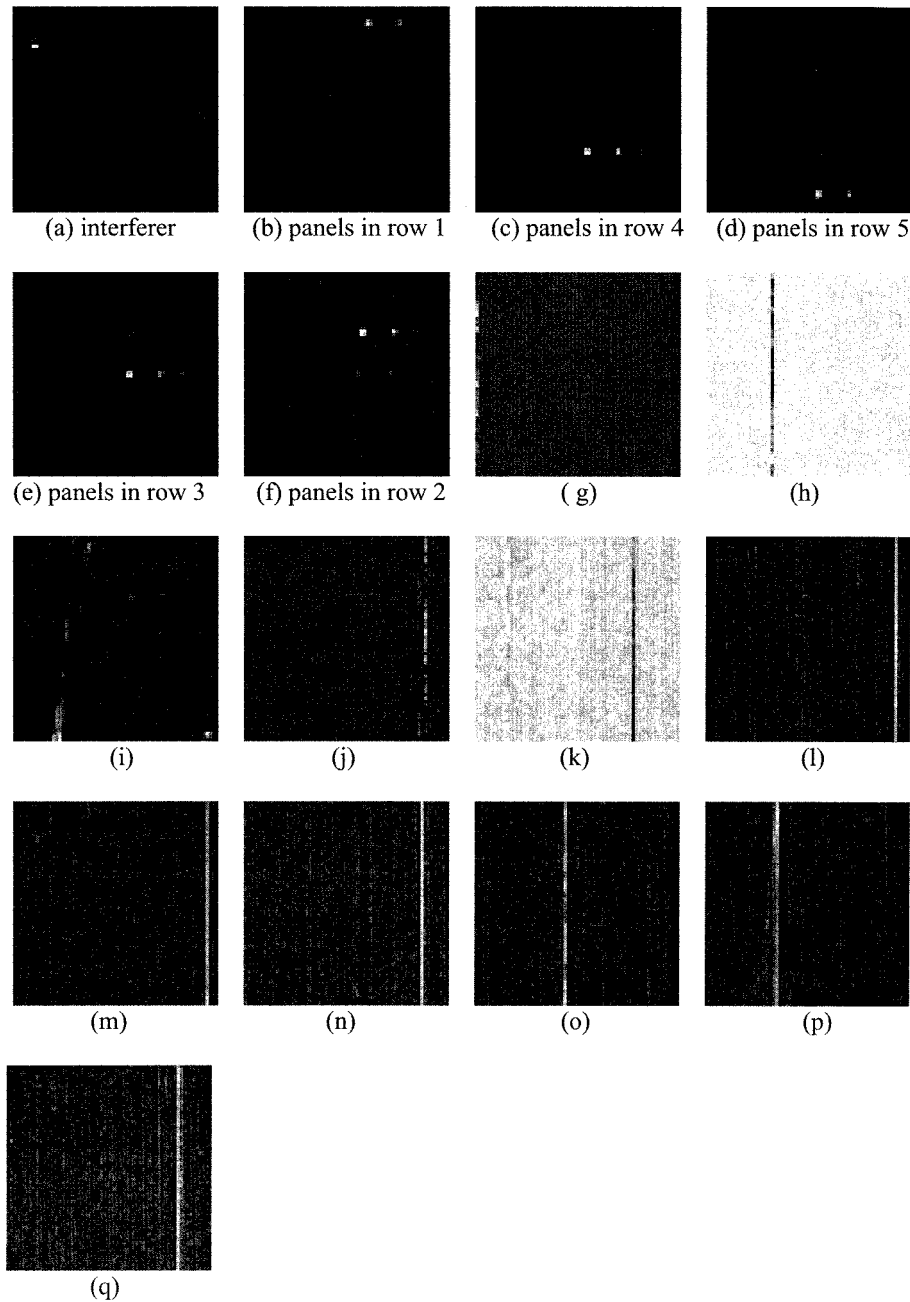 (a) interferer
(b) panels in row 1
(c) panels in row 4
(d) panels in row 5
(e) panels in row 3
(f) panels in row 2
( g)
(h)
(i)
(j)
(k)
(l)
(m)
(n)
(o)
(p)
(q)